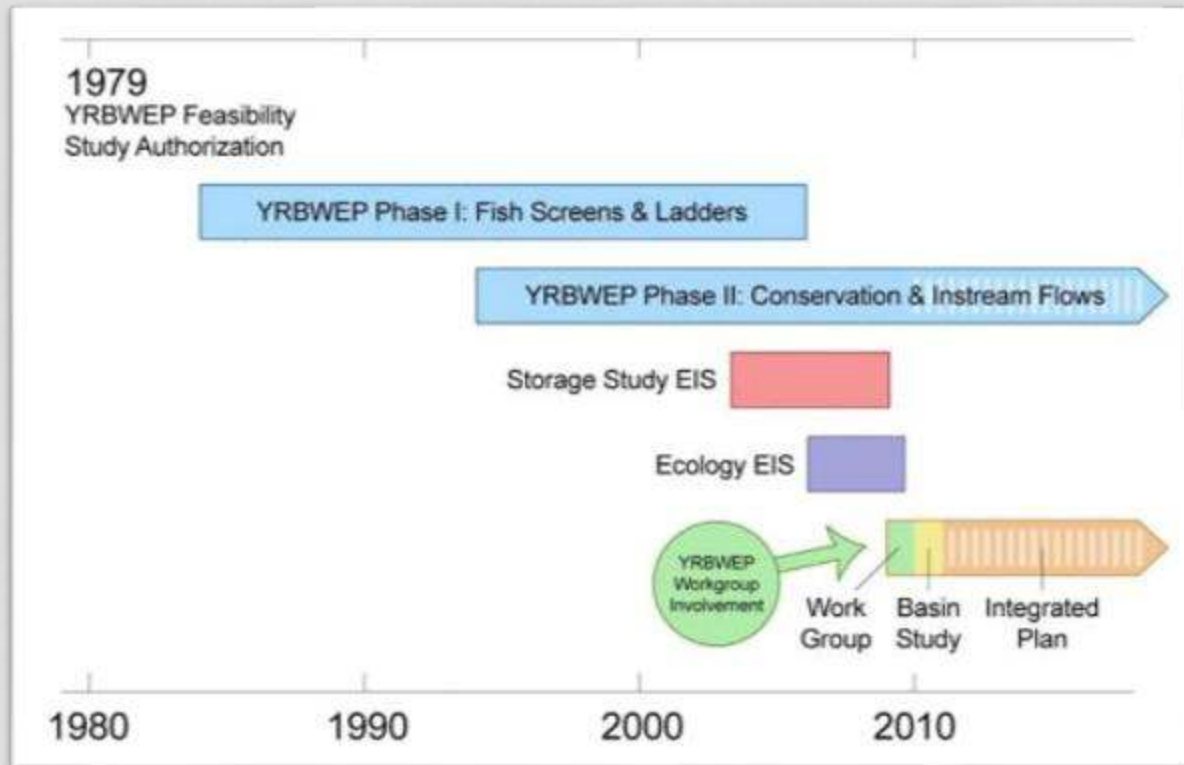 1979
YRBWEP Feasibility
Study Authorization
YRBWEP Phase I: Fish Screens & Ladders
YRBWEP Phase II: Conservation & Instream Flows
Storage Study EIS
Ecology EIS
YRBWEP
Workgroup
Involvement
Work
Group
Basin
Study
Integrated
Plan
1980
1990
2000
2010